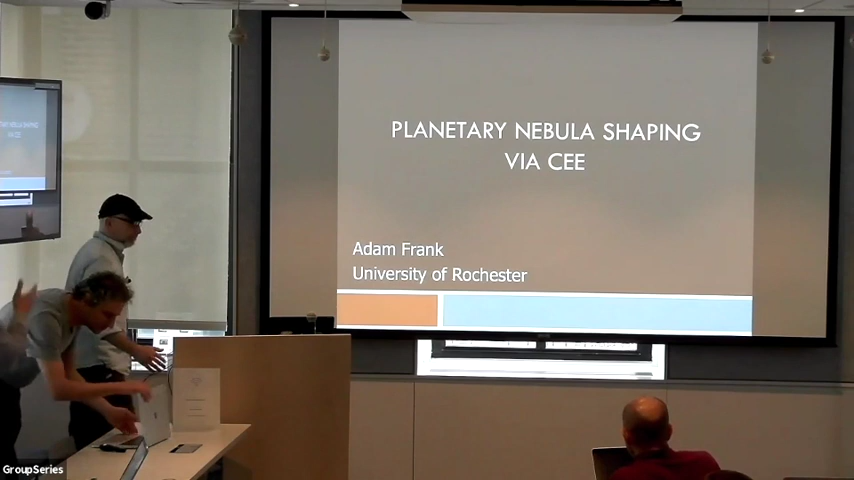 PLANETARY NEBULA SHAPING
VIA CEE
Adam Frank
University of Rochester
GroupSeries